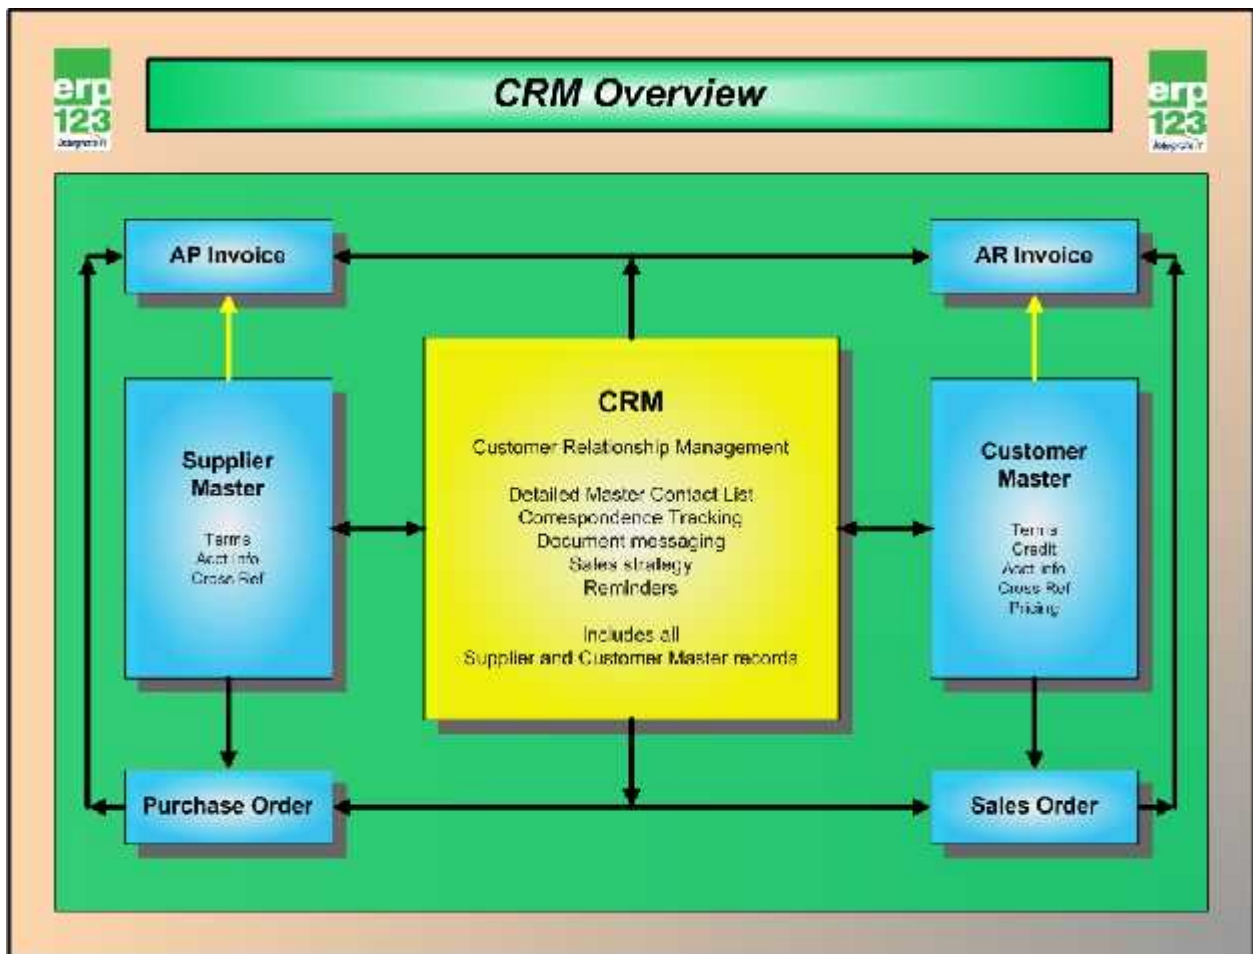 erp
123
CRM Overview
erp
123
AP Invoice
AR Invoice
Supplier
Master
Terms
Acct Info
Cross Ref
CRM
Customer Relationship Management
Detailed Master Contact List
Correspondence Tracking
Document messaging
Sales strategy
Reminders
Includes all
Supplier and Customer Master records
Customer
Master
Terms
Credit
Acct Info
Cross Ref
Pricing
Purchase Order
Sales Order